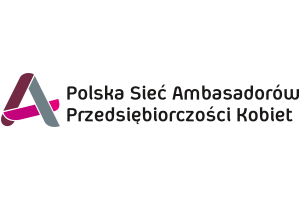 Polska Sieć Ambasadorów
Przedsiębiorczości Kobiet